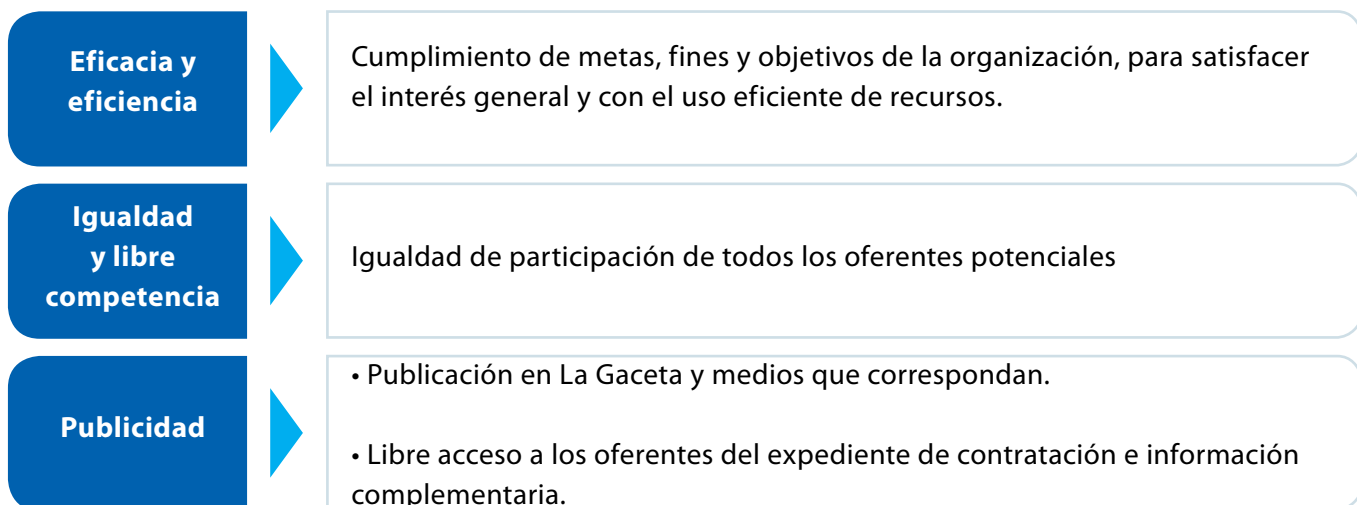 Eficacia y
eficiencia
Cumplimiento de metas, fines y objetivos de la organización, para satisfacer
el interés general y con el uso eficiente de recursos.
Igualdad
y libre
competencia
Igualdad de participación de todos los oferentes potenciales
Publicidad
• Publicación en La Gaceta y medios que correspondan.
• Libre acceso a los oferentes del expediente de contratación e información
complementaria.